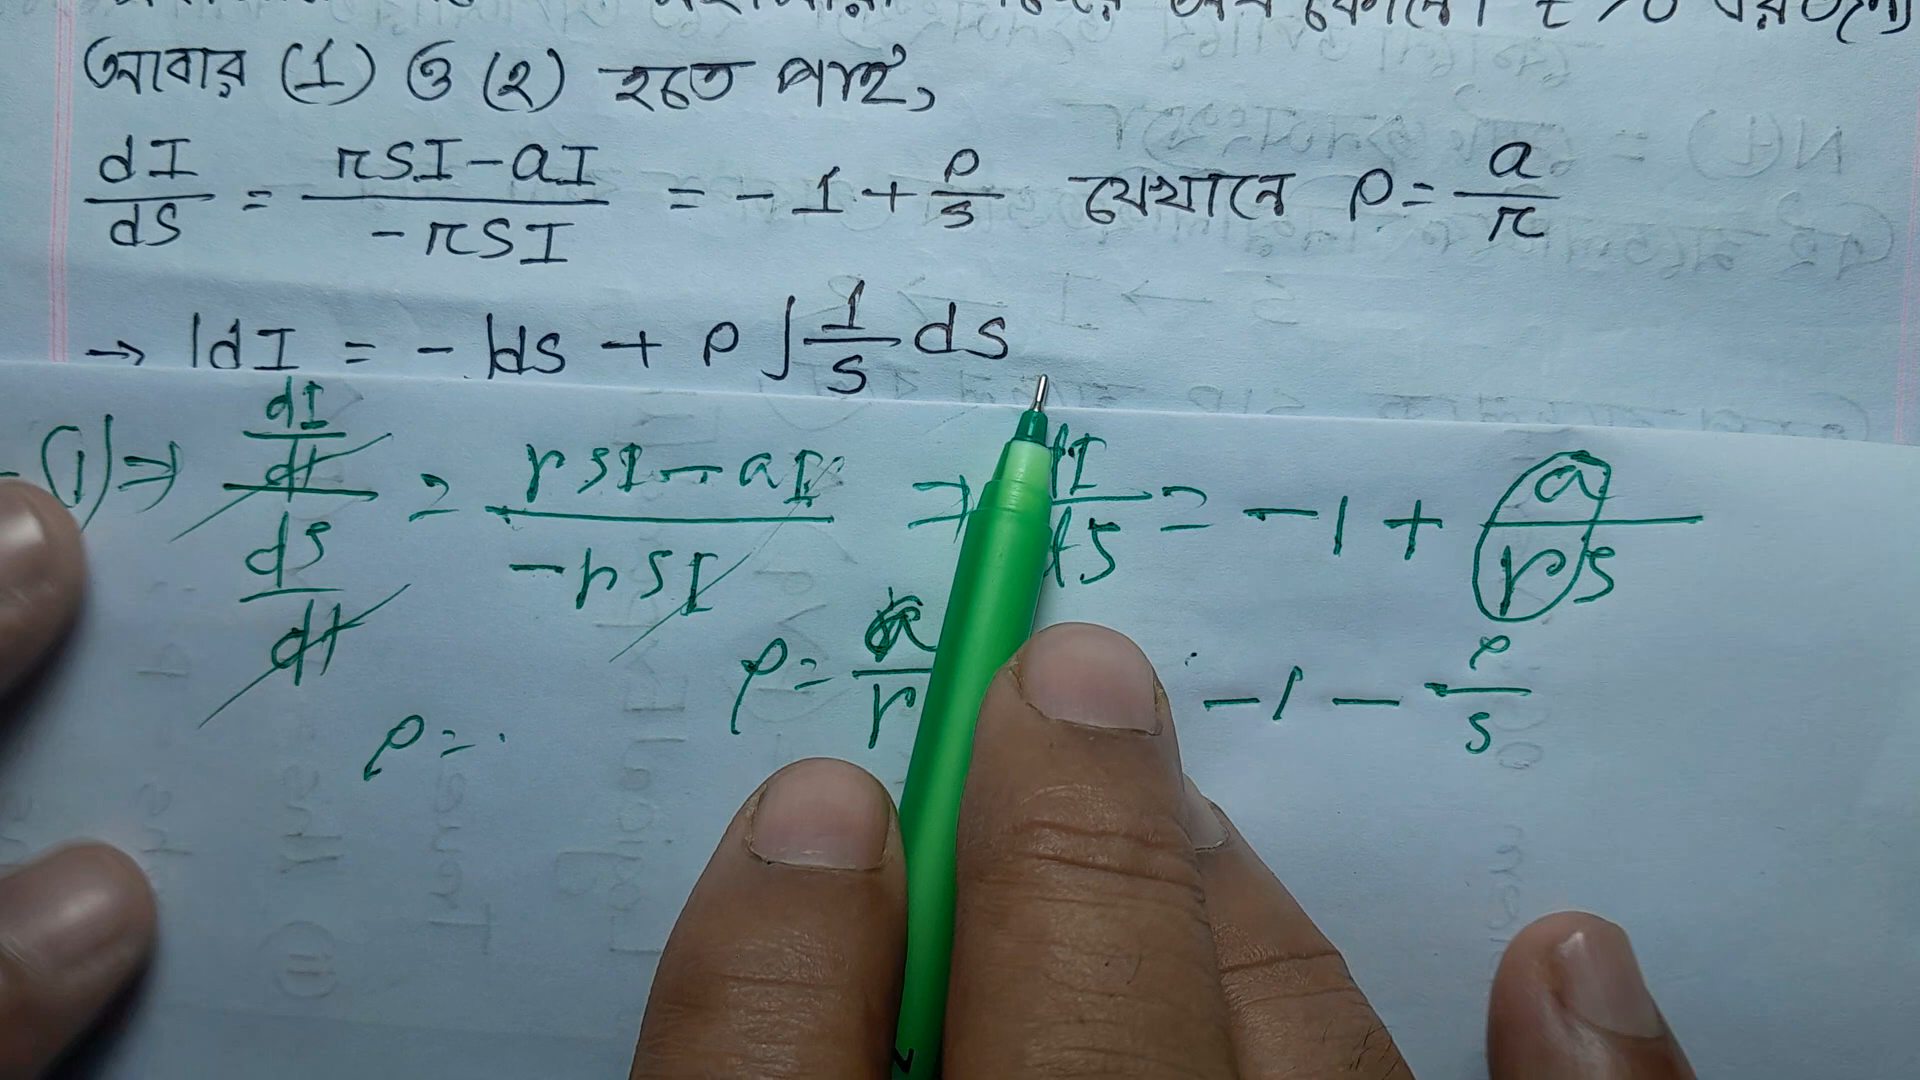 আবার (1) ও (২) হতে পাই,
dI/dS = (rSI-aI)/(-rSI) = -1 + ρ/s যেখানে ρ = a/r
→ ∫dI = -∫ds + ρ∫(1/s)ds
(1) ⇒ (dI/dt)/(ds/dt) = (rSI-aI)/(-rSI) ⇒ dI/ds = -1 + a/(rs)
ρ = a/r -1 - ρ/s
ρ =